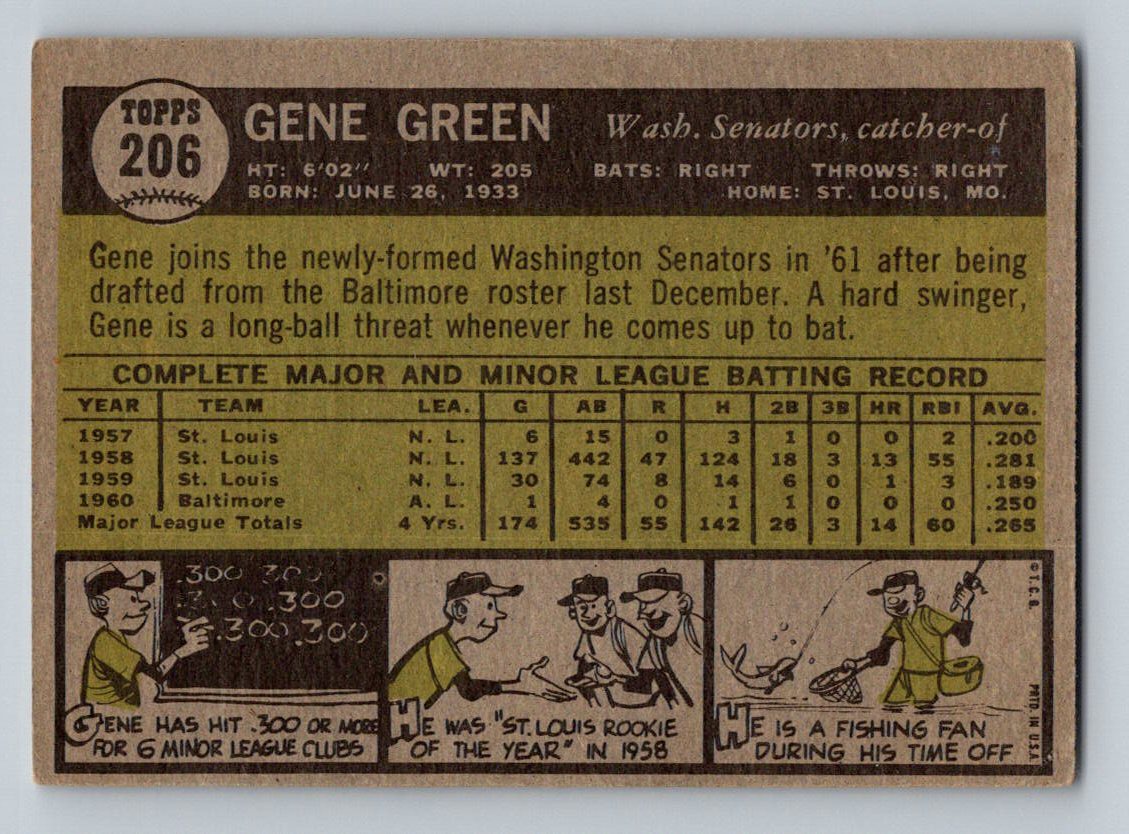 TOPPS
206
GENE GREEN Wash. Senators, catcher-of
HT: 6'02" WT: 205 BATS: RIGHT THROWS: RIGHT
BORN: JUNE 26, 1933 HOME: ST. LOUIS, MO.
Gene joins the newly-formed Washington Senators in '61 after being
drafted from the Baltimore roster last December. A hard swinger,
Gene is a long-ball threat whenever he comes up to bat.
COMPLETE MAJOR AND MINOR LEAGUE BATTING RECORD
YEAR TEAM LEA. G AB R H 2B 3B HR RBI AVG.
1957 St. Louis N. L. 6 15 0 3 1 0 0 2 .200
1958 St. Louis N. L. 137 442 47 124 18 3 13 55 .281
1959 St. Louis N. L. 30 74 8 14 6 0 1 3 .189
1960 Baltimore A. L. 1 4 0 1 1 0 0 0 .250
Major League Totals 4 Yrs. 174 535 55 142 26 3 14 60 .265
.300 .300
.300 .300
.300 .300
GENE HAS HIT .300 OR MORE
FOR 6 MINOR LEAGUE CLUBS
HE WAS "ST. LOUIS ROOKIE
OF THE YEAR" IN 1958
HE IS A FISHING FAN
DURING HIS TIME OFF
© T. C. G.
PRTD. IN U.S.A.